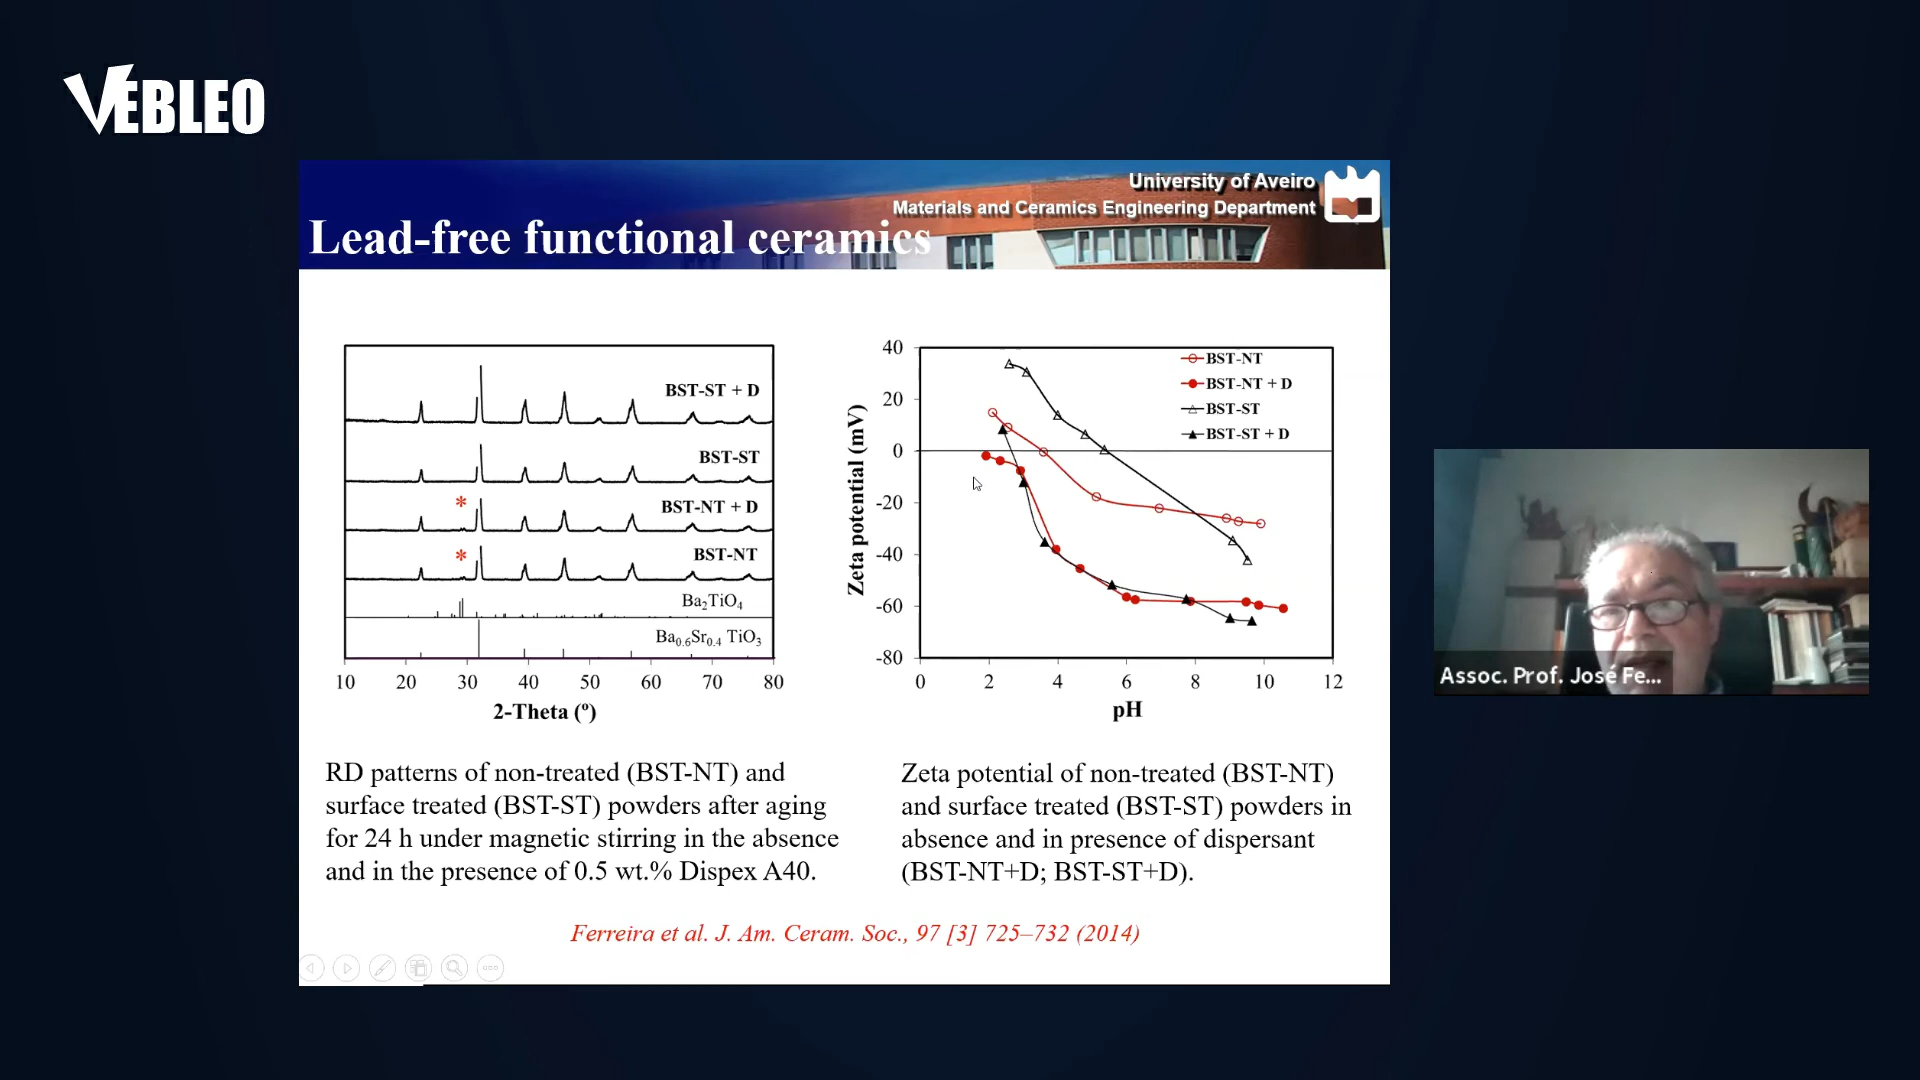 VEBLEO
University of Aveiro
Materials and Ceramics Engineering Department
Lead-free functional ceramics
BST-ST + D
BST-ST
*
BST-NT + D
*
BST-NT
Ba₂TiO₄
Ba₀.₆Sr₀.₄ TiO₃
10 20 30 40 50 60 70 80
2-Theta (º)
40
20
0
-20
-40
-60
-80
Zeta potential (mV)
BST-NT
BST-NT + D
BST-ST
BST-ST + D
0 2 4 6 8 10 12
pH
RD patterns of non-treated (BST-NT) and
surface treated (BST-ST) powders after aging
for 24 h under magnetic stirring in the absence
and in the presence of 0.5 wt.% Dispex A40.
Zeta potential of non-treated (BST-NT)
and surface treated (BST-ST) powders in
absence and in presence of dispersant
(BST-NT+D; BST-ST+D).
Ferreira et al. J. Am. Ceram. Soc., 97 [3] 725–732 (2014)
Assoc. Prof. José Fe...